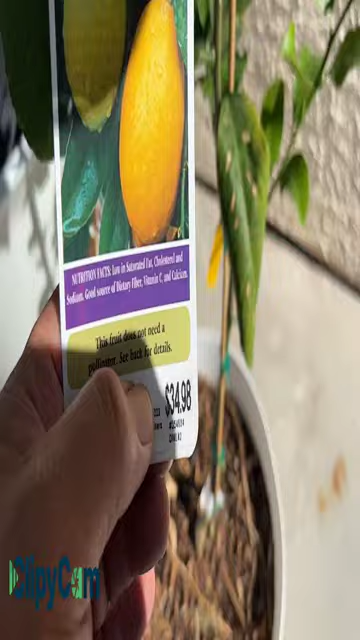 NUTRITION FACTS: Low in Saturated Fat, Cholesterol and
Sodium. Good source of Dietary Fiber, Vitamin C, and Calcium.
This fruit does not need a
pollinator. See back for details.
$34.98
ClipyCam